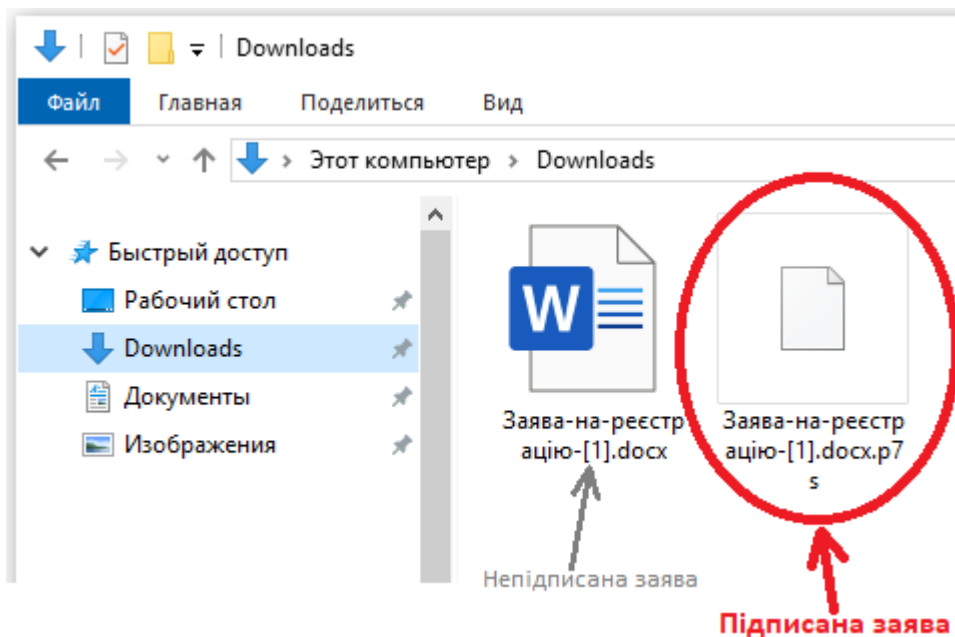 Downloads
Файл Главная Поделиться Вид
Этот компьютер > Downloads
Быстрый доступ
Рабочий стол
Downloads
Документы
Изображения
W
Заява-на-реєстр
ацію-[1].docx
Заява-на-реєстр
ацію-[1].docx.p7
s
Непідписана заява
Підписана заява